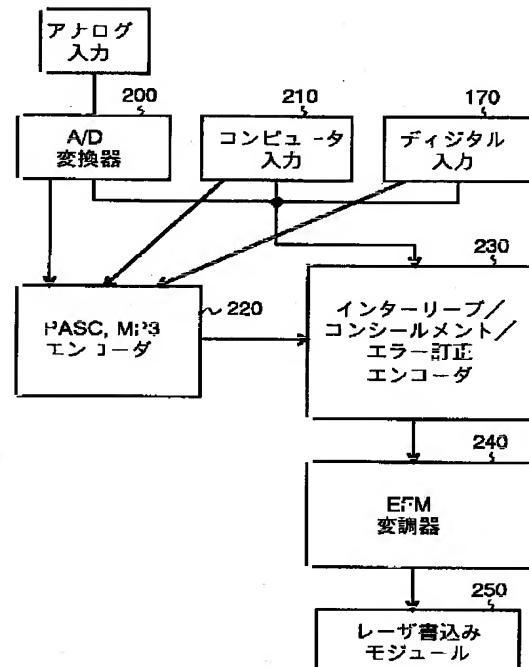 アナログ
入力
200
210
170
A/D
変換器
コンピュータ
入力
ディジタル
入力
230
PASC, MP3
エンコーダ
220
インターリーブ/
コンシールメント/
エラー訂正
エンコーダ
240
EFM
変調器
250
レーザ書込み
モジュール